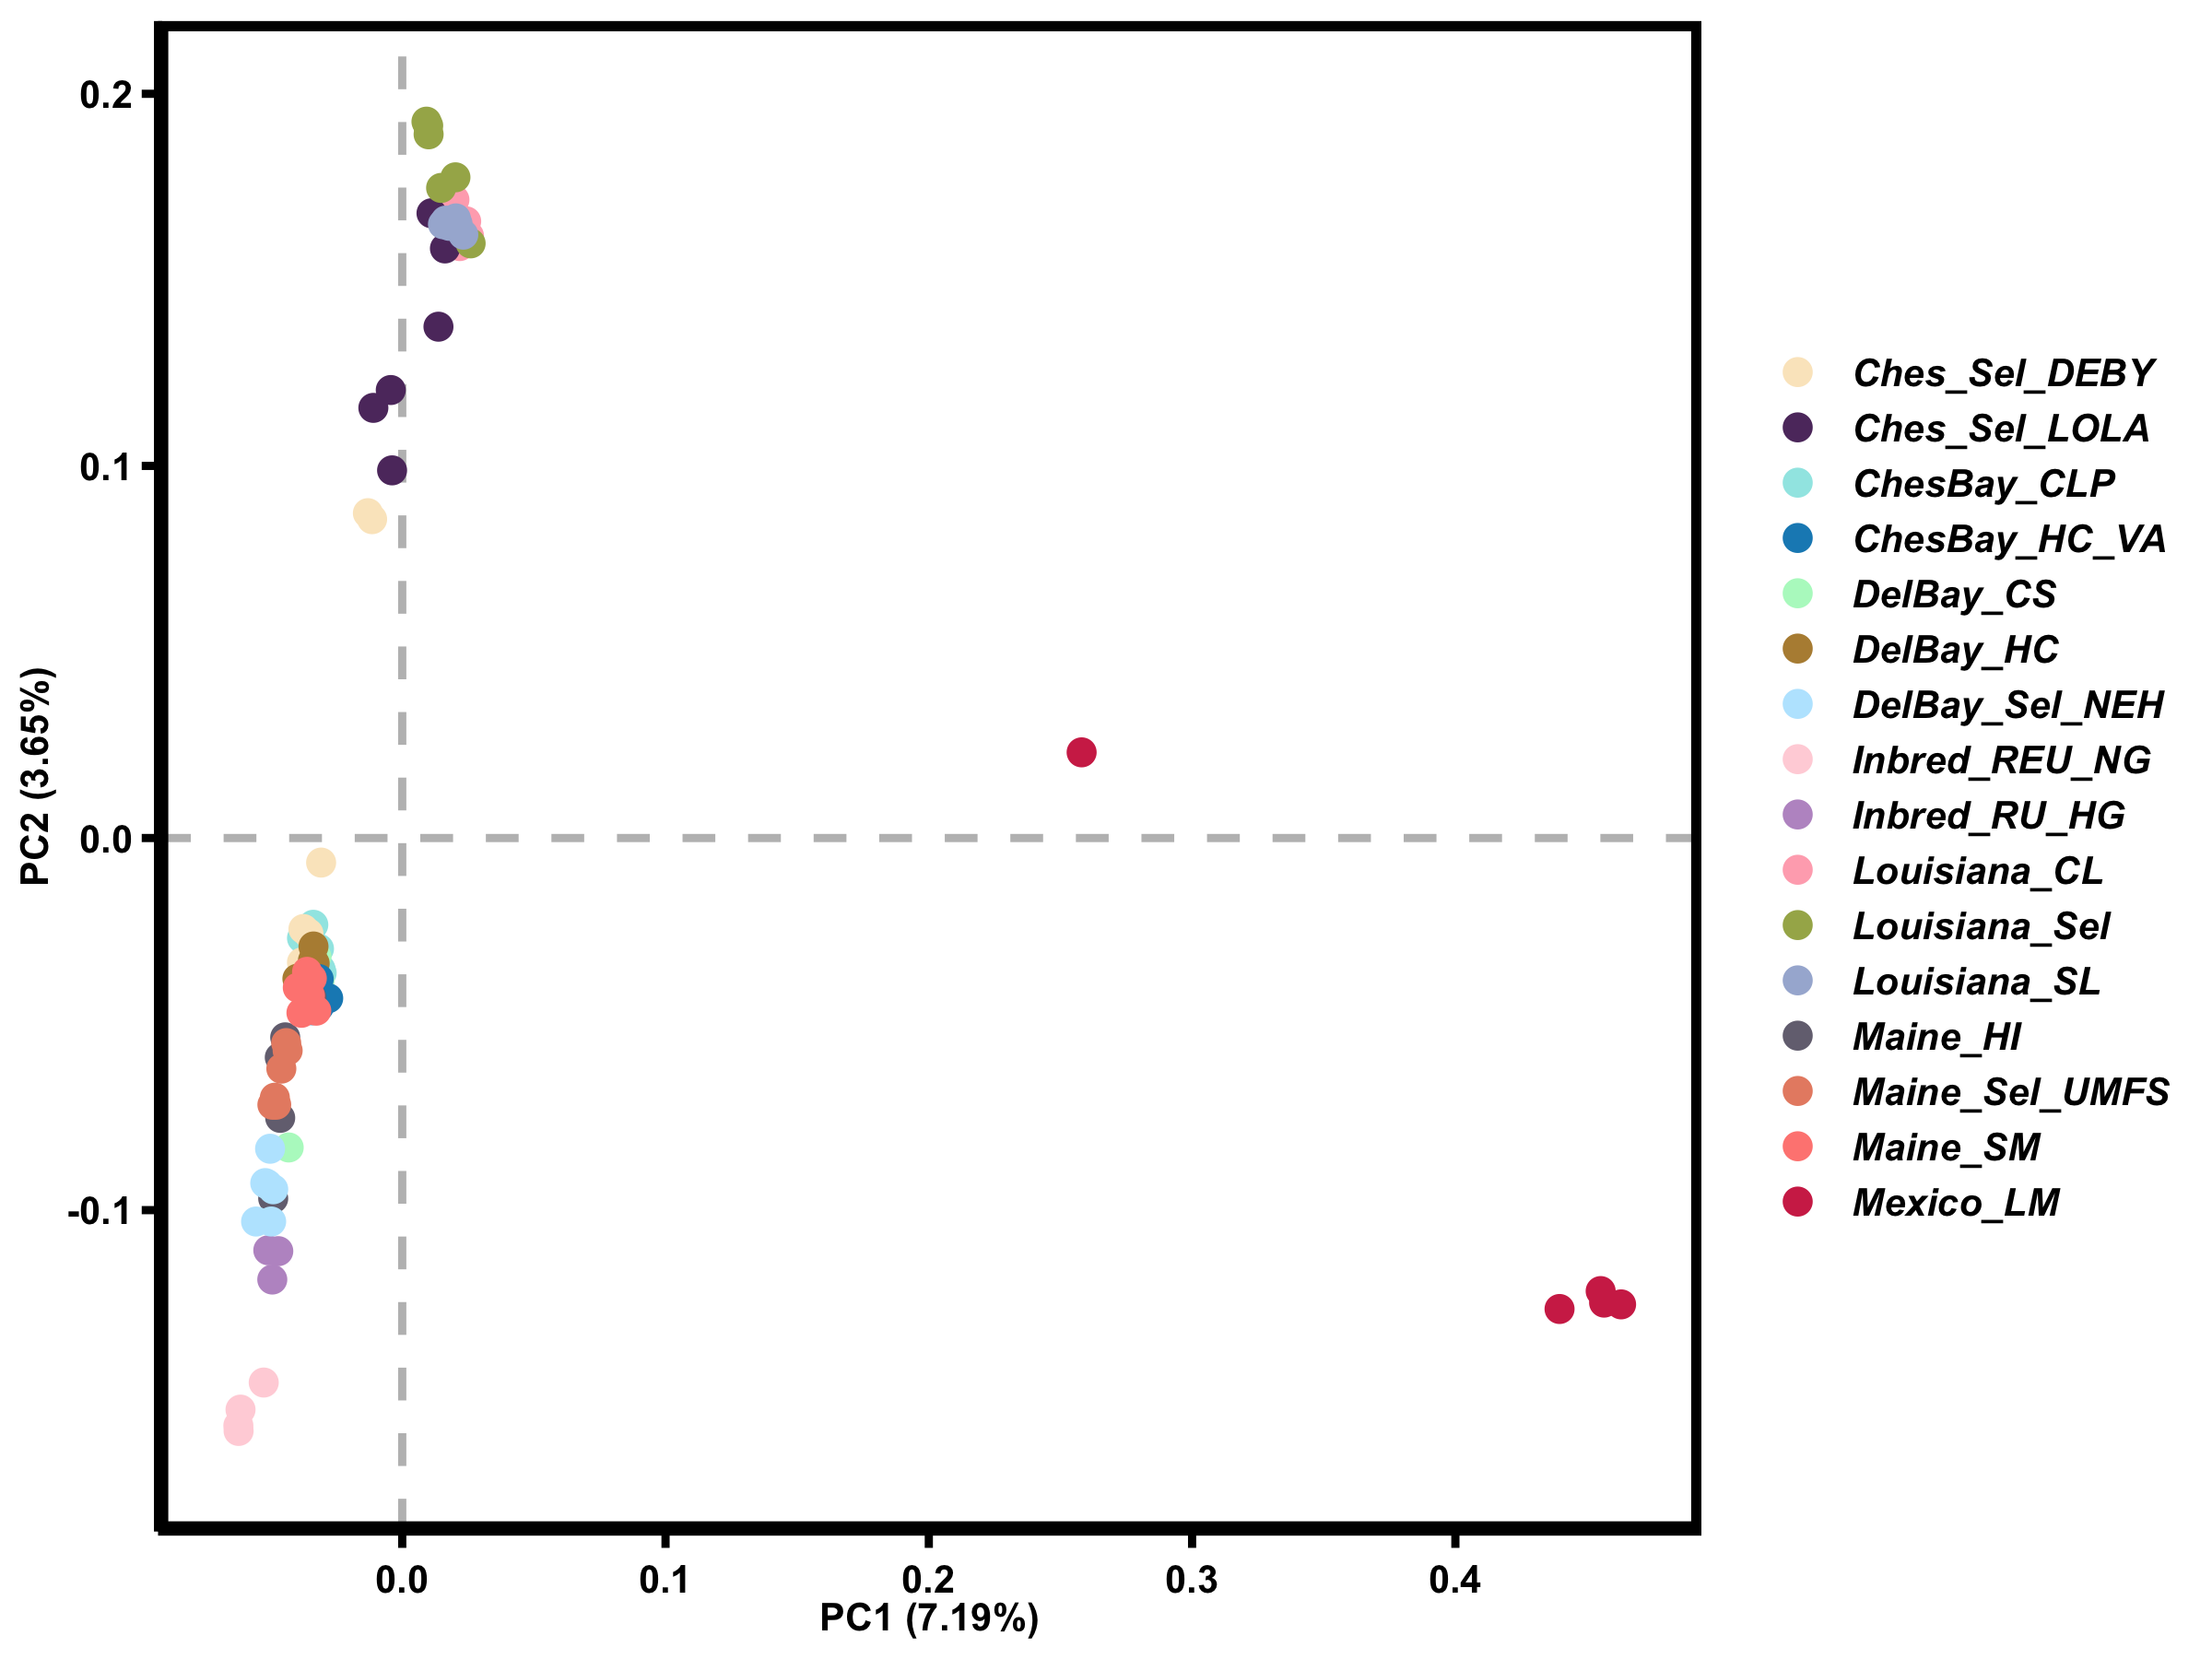 0.2
0.1
0.0
-0.1
PC2 (3.65%)
0.0
0.1
0.2
0.3
0.4
PC1 (7.19%)
Ches_Sel_DEBY
Ches_Sel_LOLA
ChesBay_CLP
ChesBay_HC_VA
DelBay_CS
DelBay_HC
DelBay_Sel_NEH
Inbred_REU_NG
Inbred_RU_HG
Louisiana_CL
Louisiana_Sel
Louisiana_SL
Maine_HI
Maine_Sel_UMFS
Maine_SM
Mexico_LM